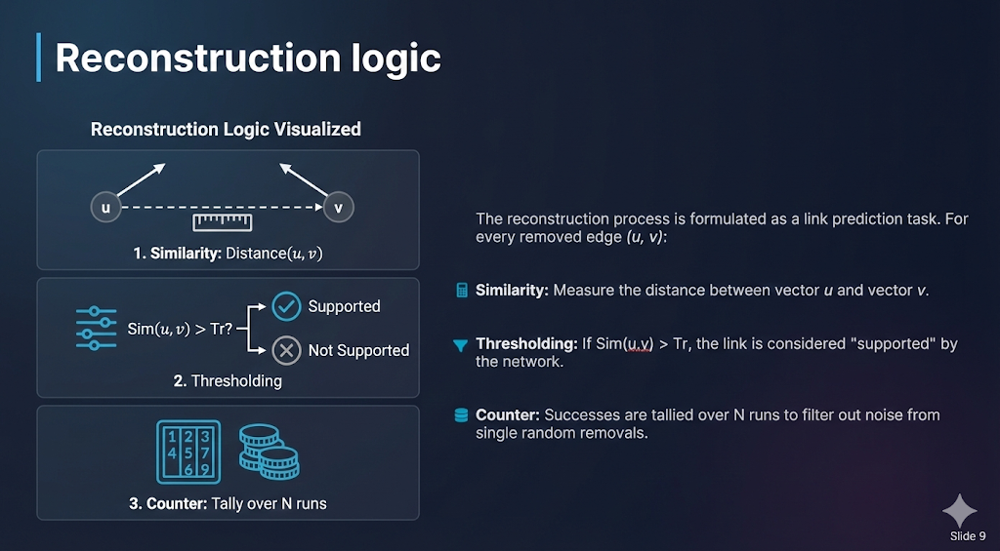 Reconstruction logic
Reconstruction Logic Visualized
u
v
1. Similarity: Distance(u, v)
Sim(u, v) > Tr?
Supported
Not Supported
2. Thresholding
1 2 3
4 5 7
6 9
3. Counter: Tally over N runs
The reconstruction process is formulated as a link prediction task. For
every removed edge (u, v):
Similarity: Measure the distance between vector u and vector v.
Thresholding: If Sim(u,v) > Tr, the link is considered "supported" by
the network.
Counter: Successes are tallied over N runs to filter out noise from
single random removals.
Slide 9